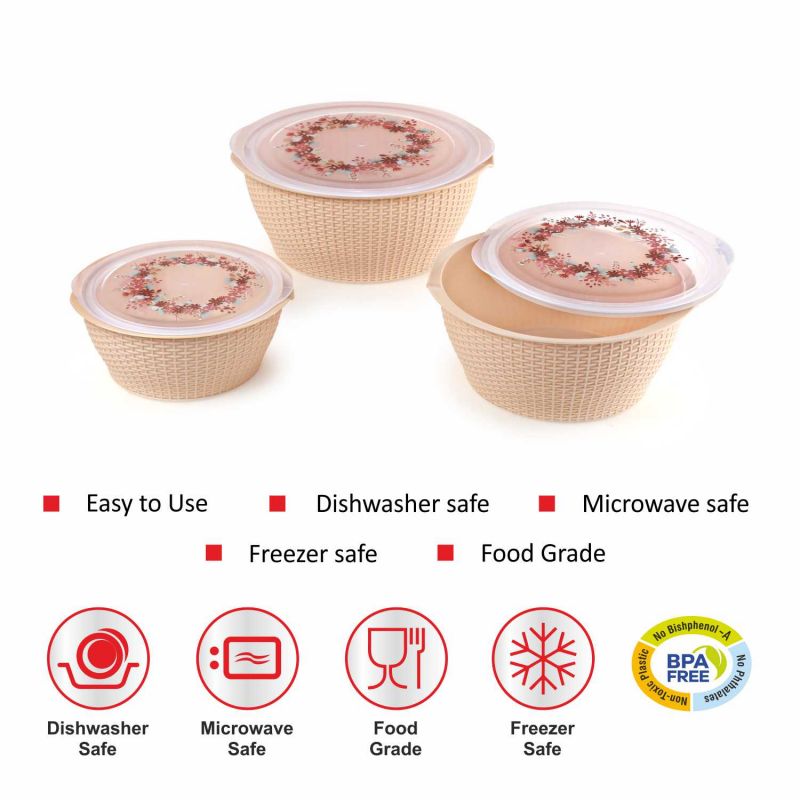 Easy to Use
Dishwasher safe
Microwave safe
Freezer safe
Food Grade
Dishwasher
Safe
Microwave
Safe
Food
Grade
Freezer
Safe
No Bishphenol-A
BPA
FREE
No Phthalates
Non-Toxic Plastic